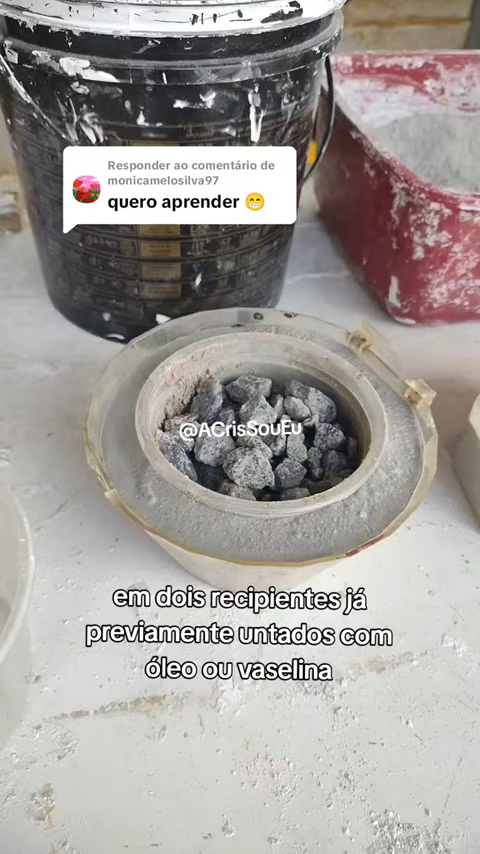 Responder ao comentário de
monicamelosilva97
quero aprender 😁
@ACrisSouEu
em dois recipientes já
previamente untados com
óleo ou vaselina